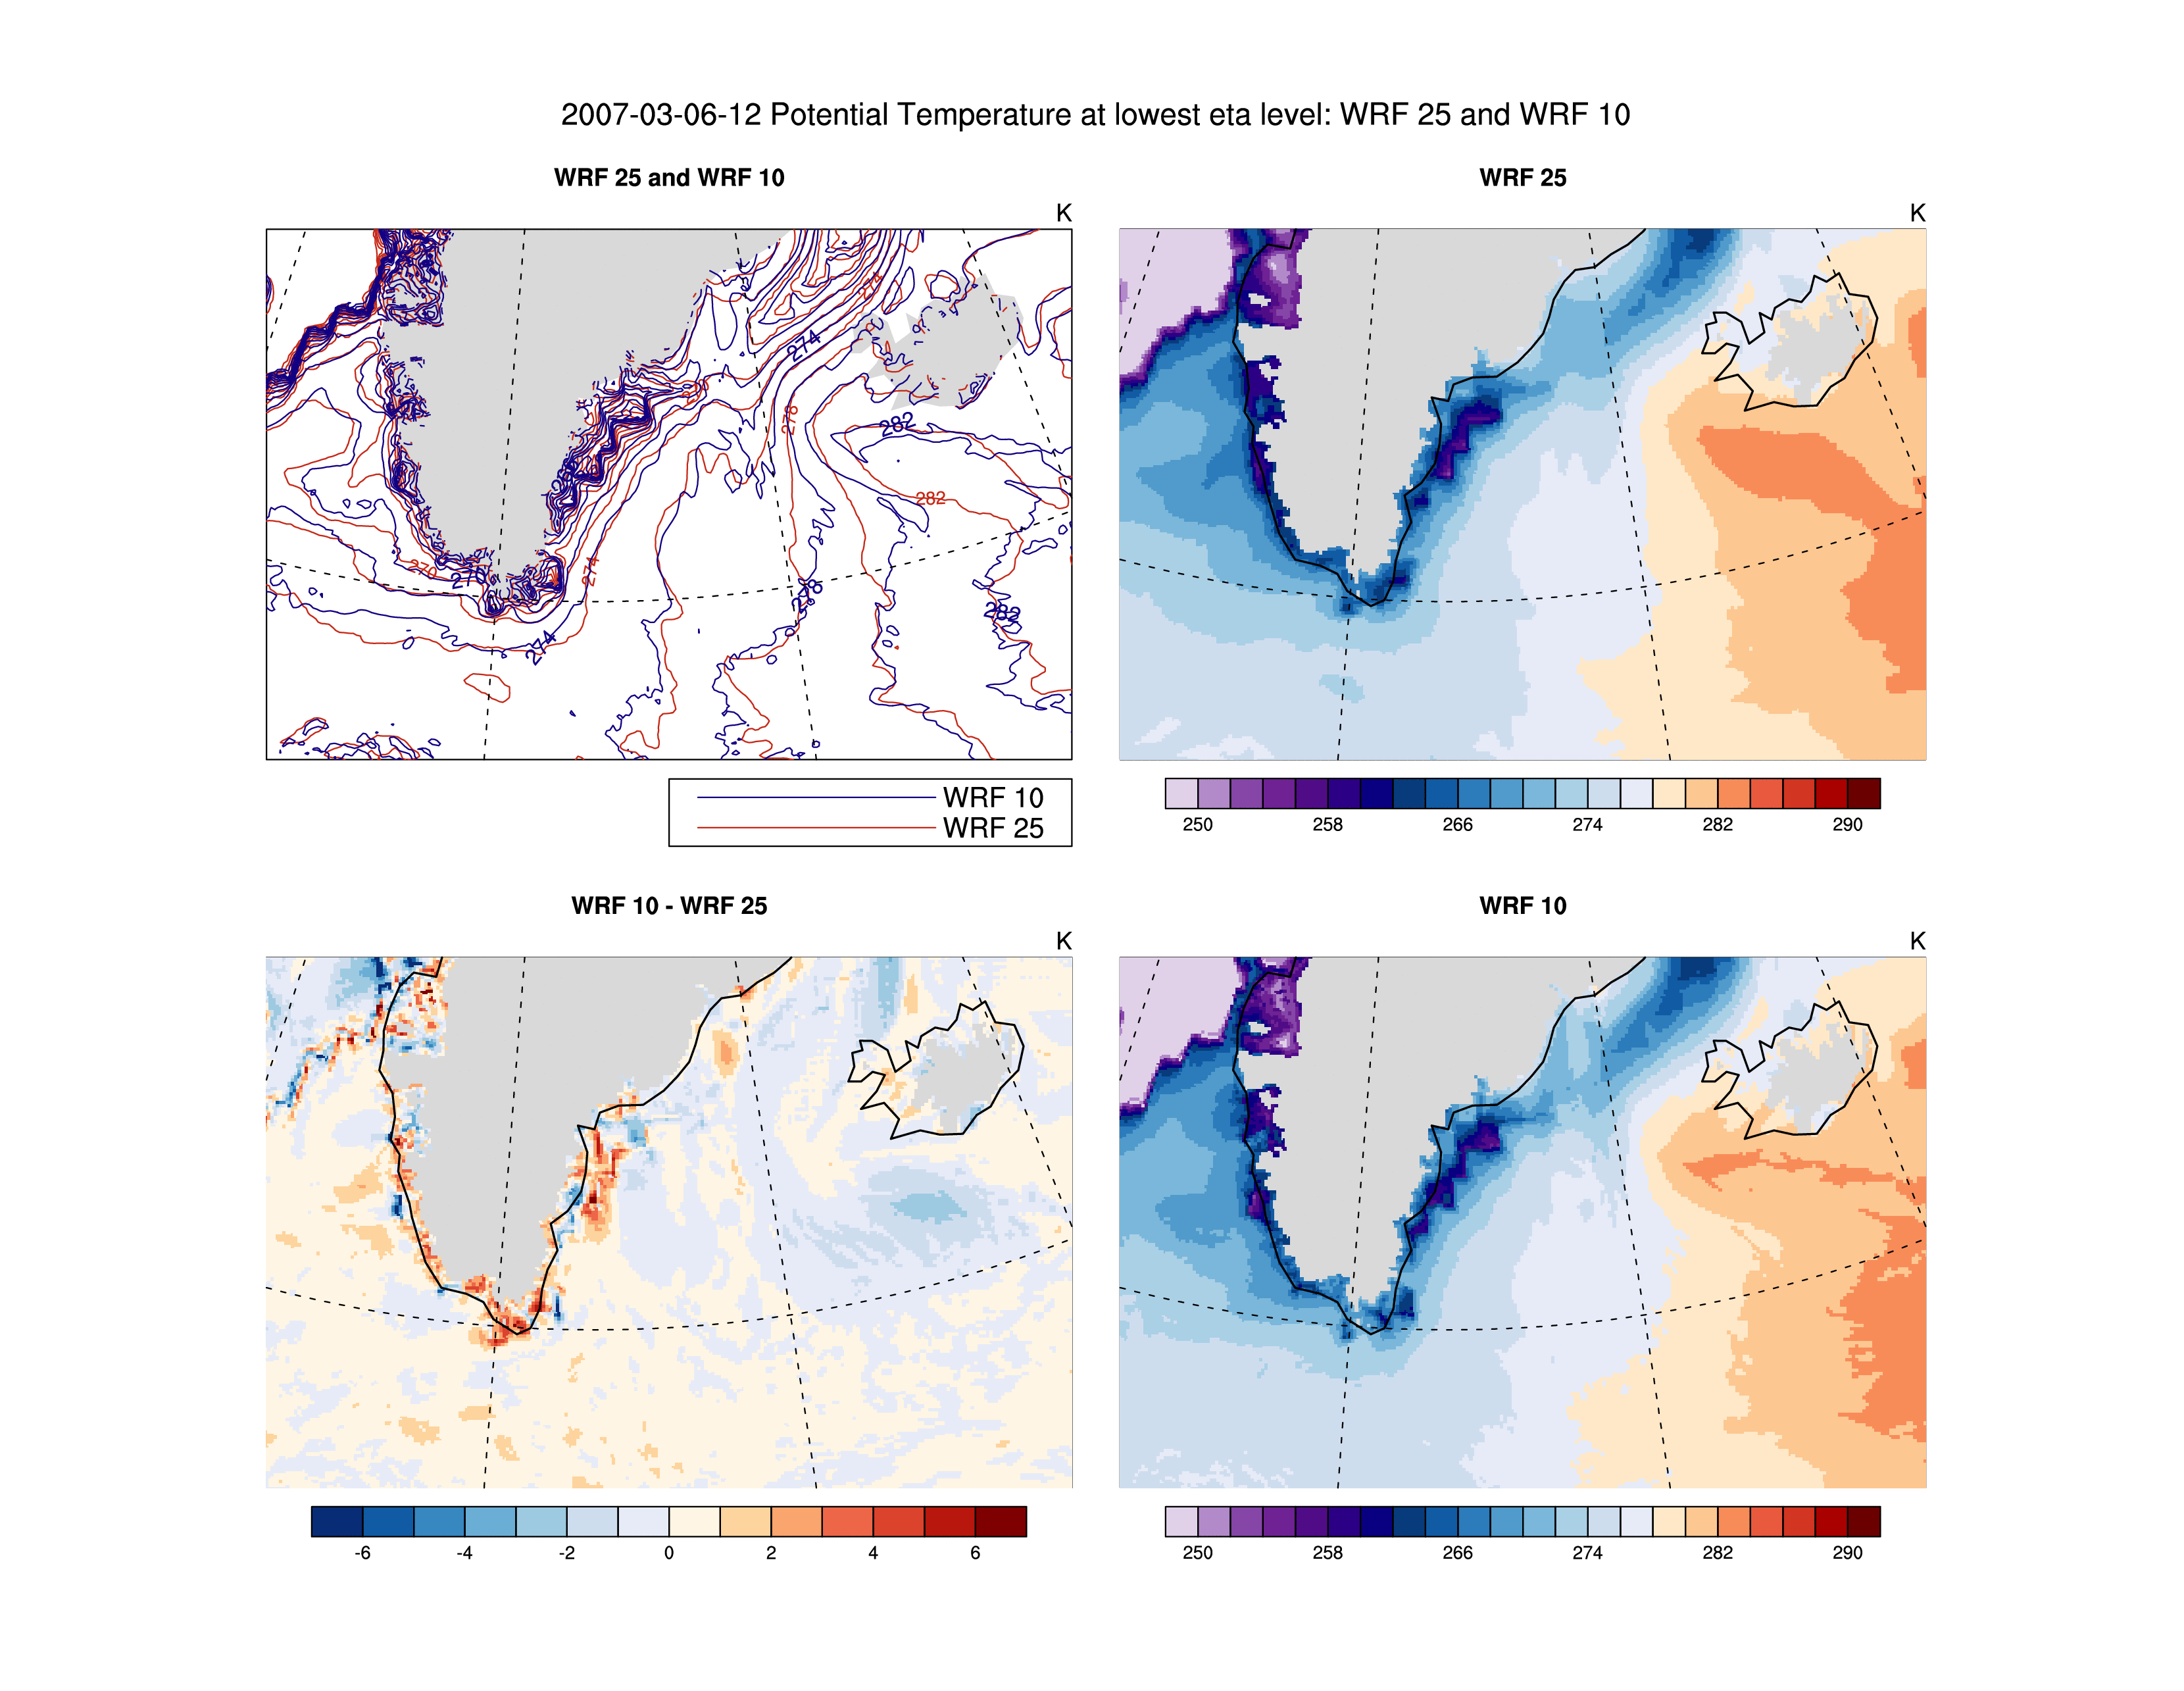 2007-03-06-12 Potential Temperature at lowest eta level: WRF 25 and WRF 10
WRF 25 and WRF 10
K
274
278
282
282
270
270
274
274
278
282
WRF 10
WRF 25
WRF 25
K
250 258 266 274 282 290
WRF 10 - WRF 25
K
-6 -4 -2 0 2 4 6
WRF 10
K
250 258 266 274 282 290